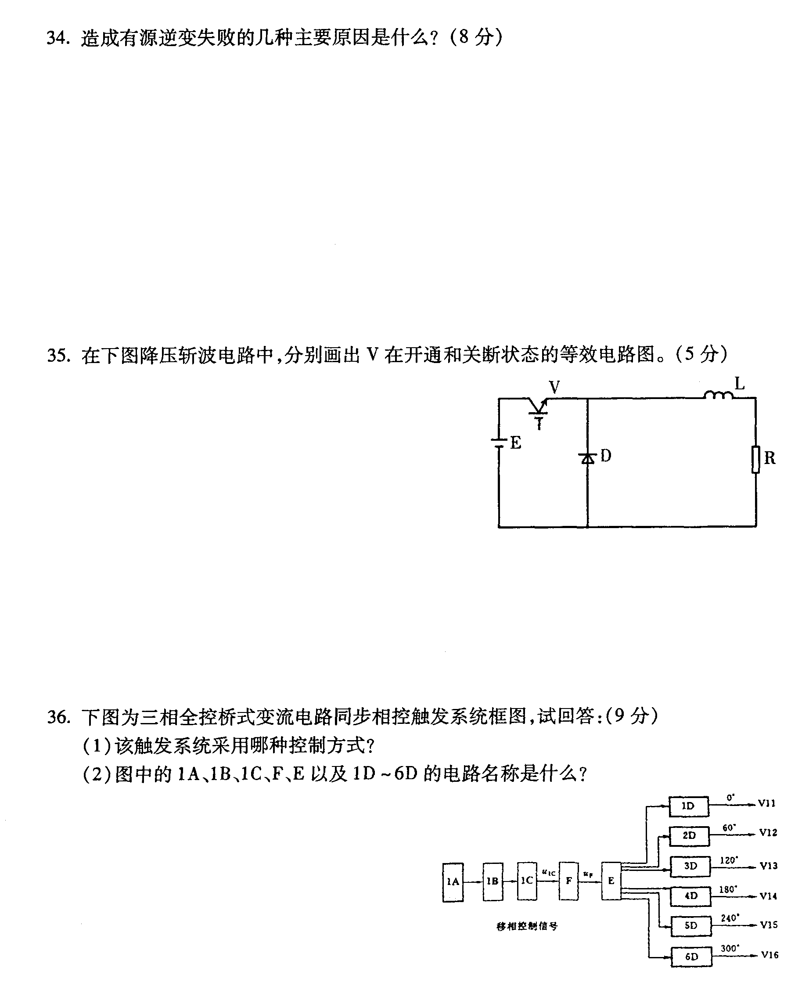 34. 造成有源逆变失败的几种主要原因是什么?(8 分)
35. 在下图降压斩波电路中,分别画出 V 在开通和关断状态的等效电路图。(5 分)
V
L
E
D
R
36. 下图为三相全控桥式变流电路同步相控触发系统框图,试回答:(9 分)
(1)该触发系统采用哪种控制方式?
(2)图中的 1A、1B、1C、F、E 以及 1D~6D 的电路名称是什么?
1D 0° V11
2D 60° V12
3D 120° V13
1A 1B 1C u1C F uF E
4D 180° V14
移相控制信号
5D 240° V15
6D 300° V16